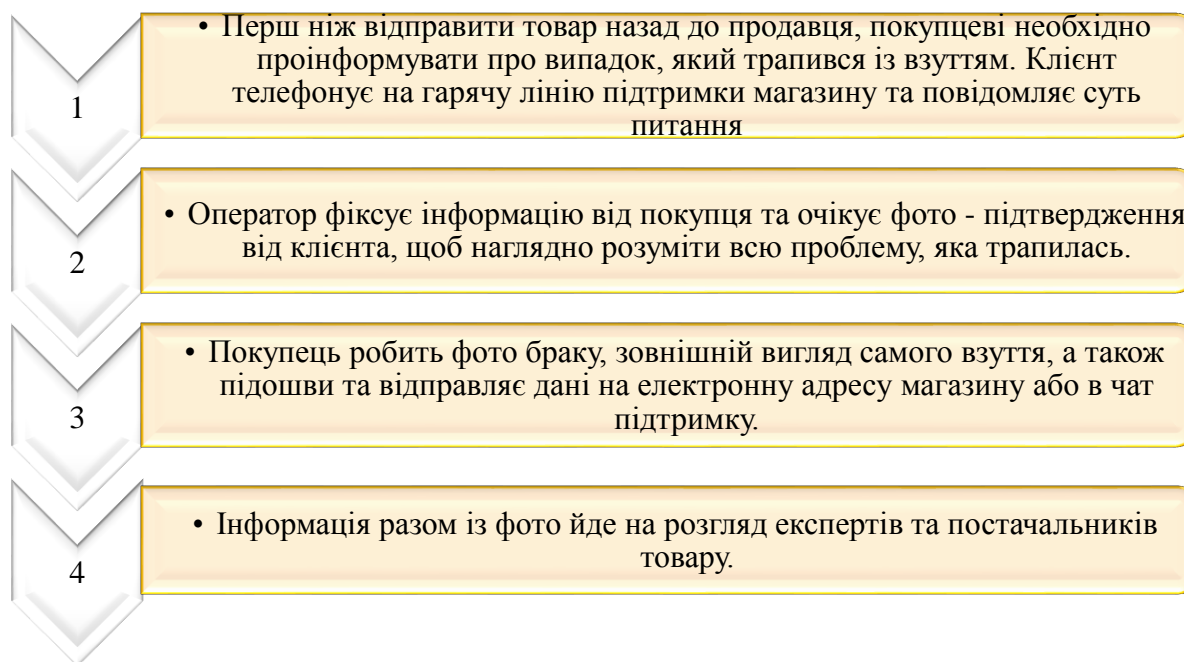 1
• Перш ніж відправити товар назад до продавця, покупцеві необхідно
проінформувати про випадок, який трапився із взуттям. Клієнт
телефонує на гарячу лінію підтримки магазину та повідомляє суть
питання
2
• Оператор фіксує інформацію від покупця та очікує фото - підтвердження
від клієнта, щоб наглядно розуміти всю проблему, яка трапилась.
3
• Покупець робить фото браку, зовнішній вигляд самого взуття, а також
підошви та відправляє дані на електронну адресу магазину або в чат
підтримку.
4
• Інформація разом із фото йде на розгляд експертів та постачальників
товару.